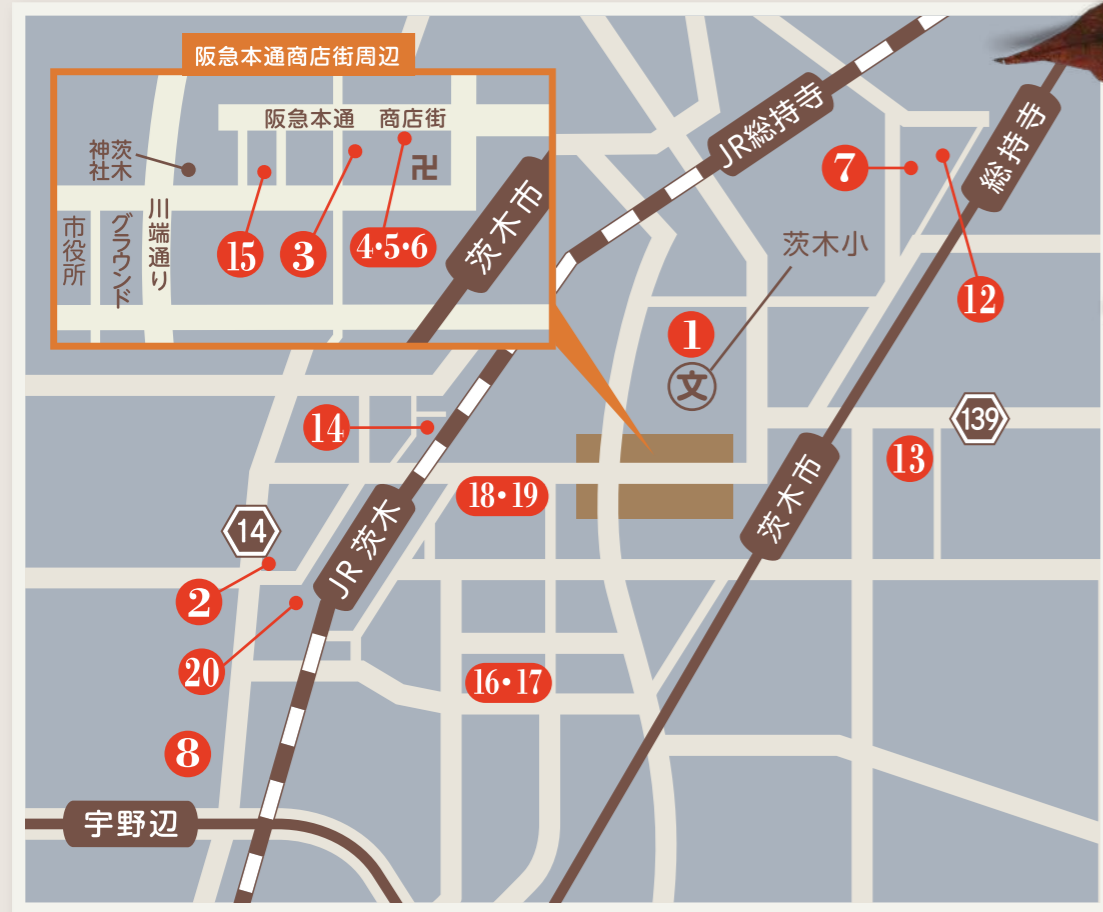 阪急本通商店街周辺
阪急本通 商店街
茨木
神社
卍
市役所
グラウンド
川端通り
15
3
4・5・6
茨木市
JR総持寺
総持寺
7
12
茨木小
1
文
139
13
14
18・19
茨木市
14
JR 茨木
2
20
16・17
8
宇野辺